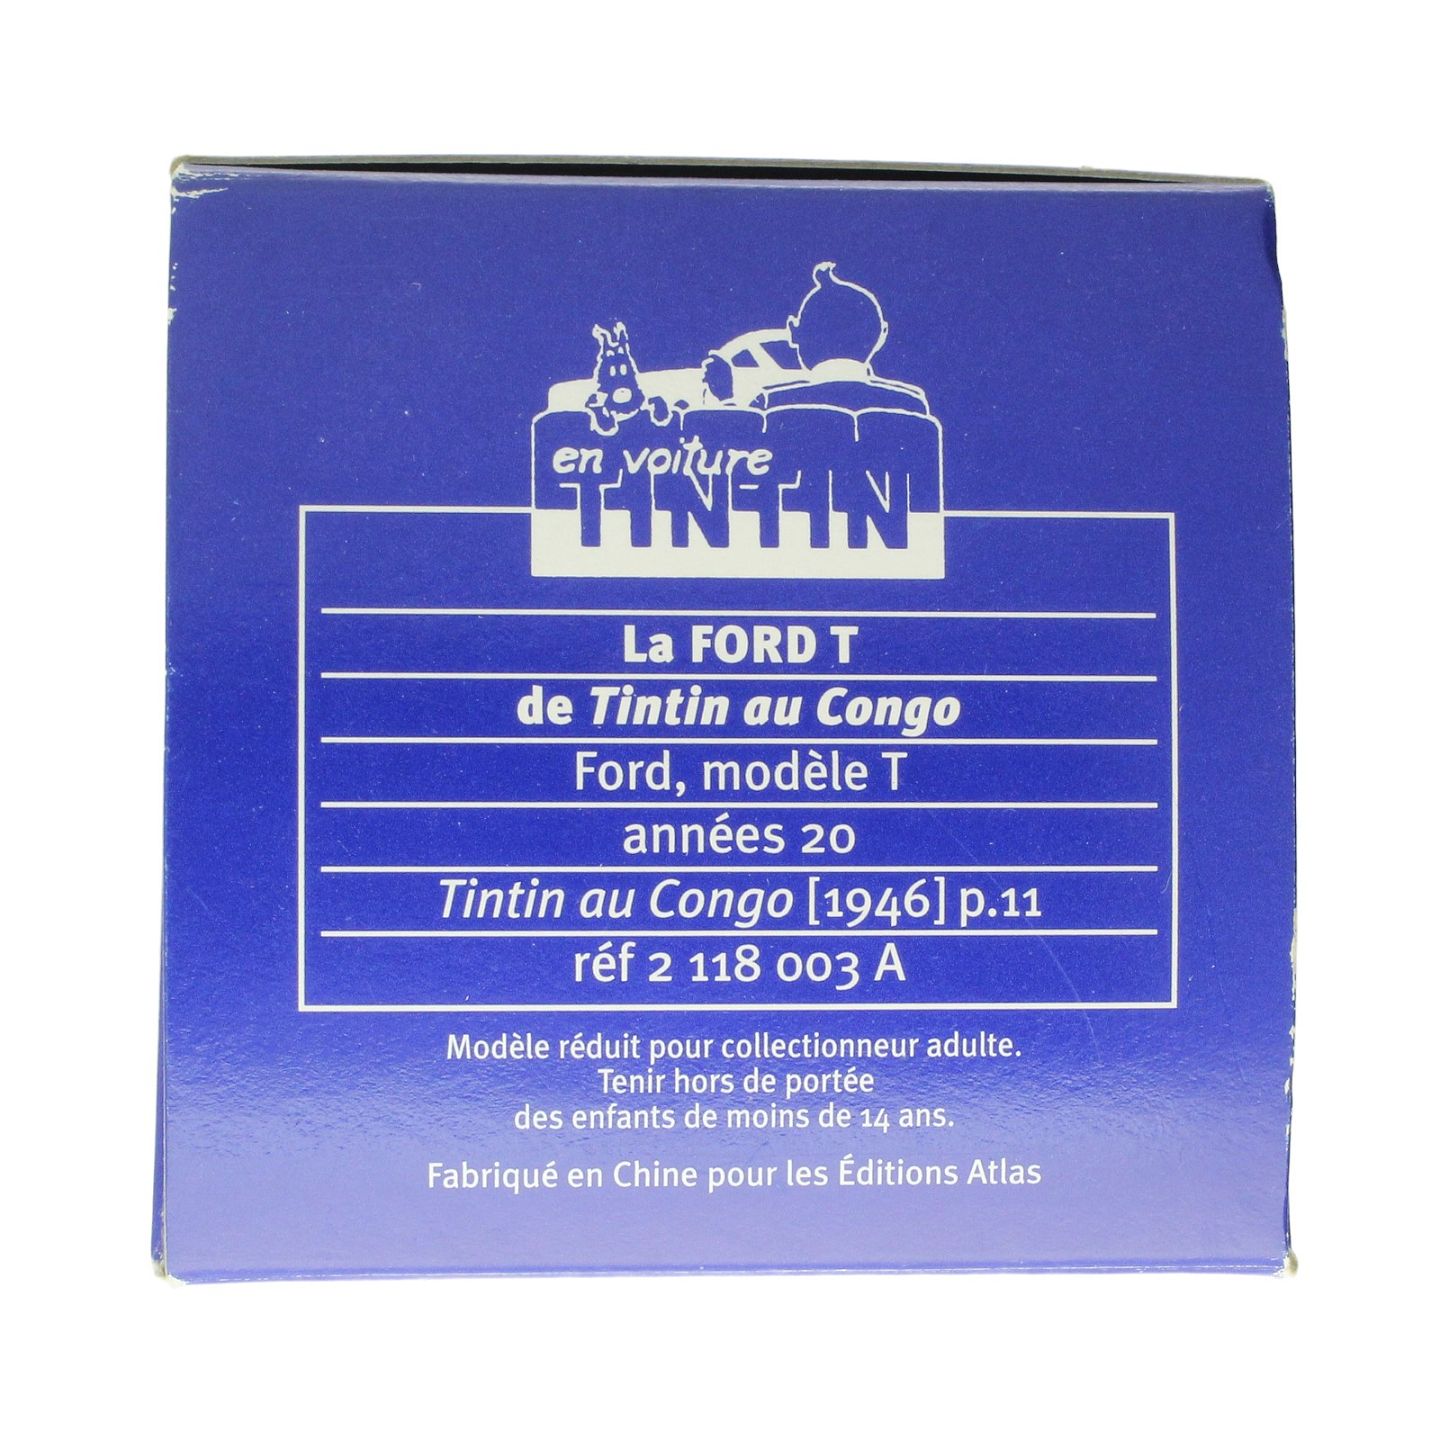 en voiture
TINTIN
La FORD T
de Tintin au Congo
Ford, modèle T
années 20
Tintin au Congo [1946] p.11
réf 2 118 003 A
Modèle réduit pour collectionneur adulte.
Tenir hors de portée
des enfants de moins de 14 ans.
Fabriqué en Chine pour les Éditions Atlas